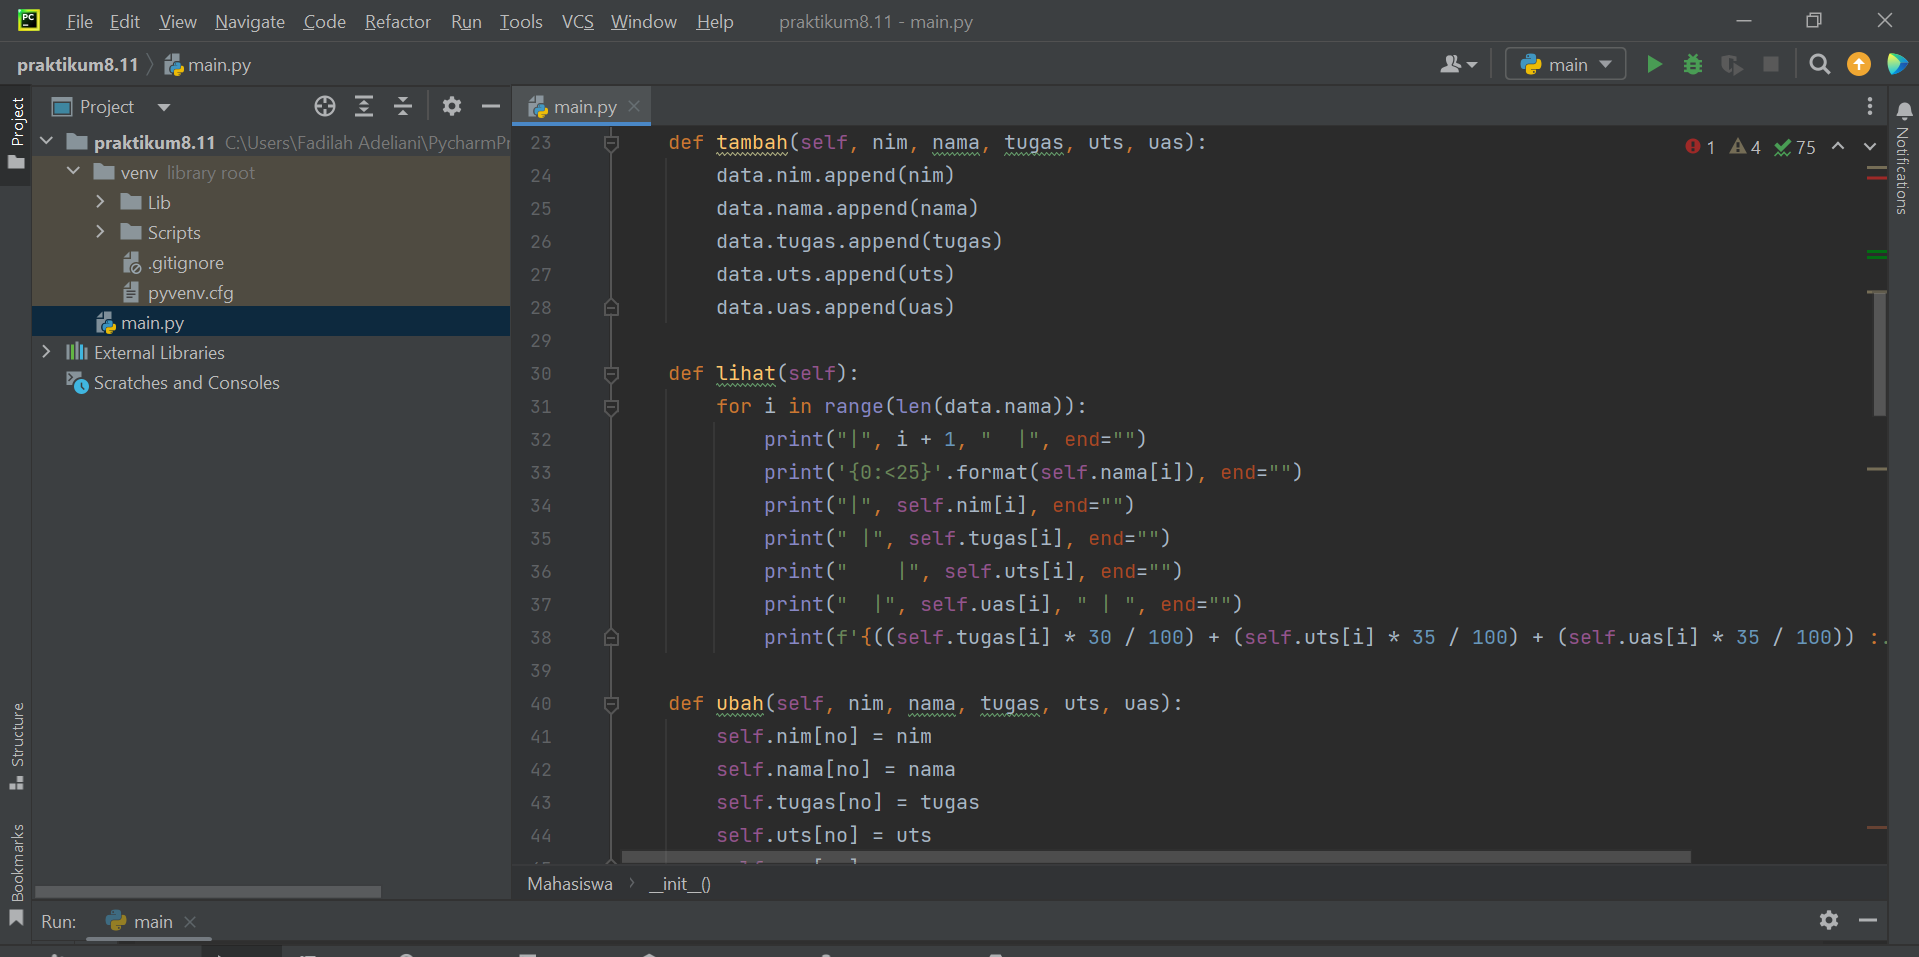 PC File Edit View Navigate Code Refactor Run Tools VCS Window Help praktikum8.11 - main.py
praktikum8.11 main.py main
Project
Project
main.py
praktikum8.11 C:\Users\Fadilah Adeliani\PycharmPr
venv library root
Lib
Scripts
.gitignore
pyvenv.cfg
main.py
External Libraries
Scratches and Consoles
1 4 75
23 def tambah(self, nim, nama, tugas, uts, uas):
24 data.nim.append(nim)
25 data.nama.append(nama)
26 data.tugas.append(tugas)
27 data.uts.append(uts)
28 data.uas.append(uas)
29
30 def lihat(self):
31 for i in range(len(data.nama)):
32 print("|", i + 1, "  |", end="")
33 print('{0:<25}'.format(self.nama[i]), end="")
34 print("|", self.nim[i], end="")
35 print(" |", self.tugas[i], end="")
36 print("    |", self.uts[i], end="")
37 print("  |", self.uas[i], " | ", end="")
38 print(f'{((self.tugas[i] * 30 / 100) + (self.uts[i] * 35 / 100) + (self.uas[i] * 35 / 100)) :.
39
40 def ubah(self, nim, nama, tugas, uts, uas):
41 self.nim[no] = nim
42 self.nama[no] = nama
43 self.tugas[no] = tugas
44 self.uts[no] = uts
Mahasiswa __init__()
Notifications
Structure
Bookmarks
Run: main